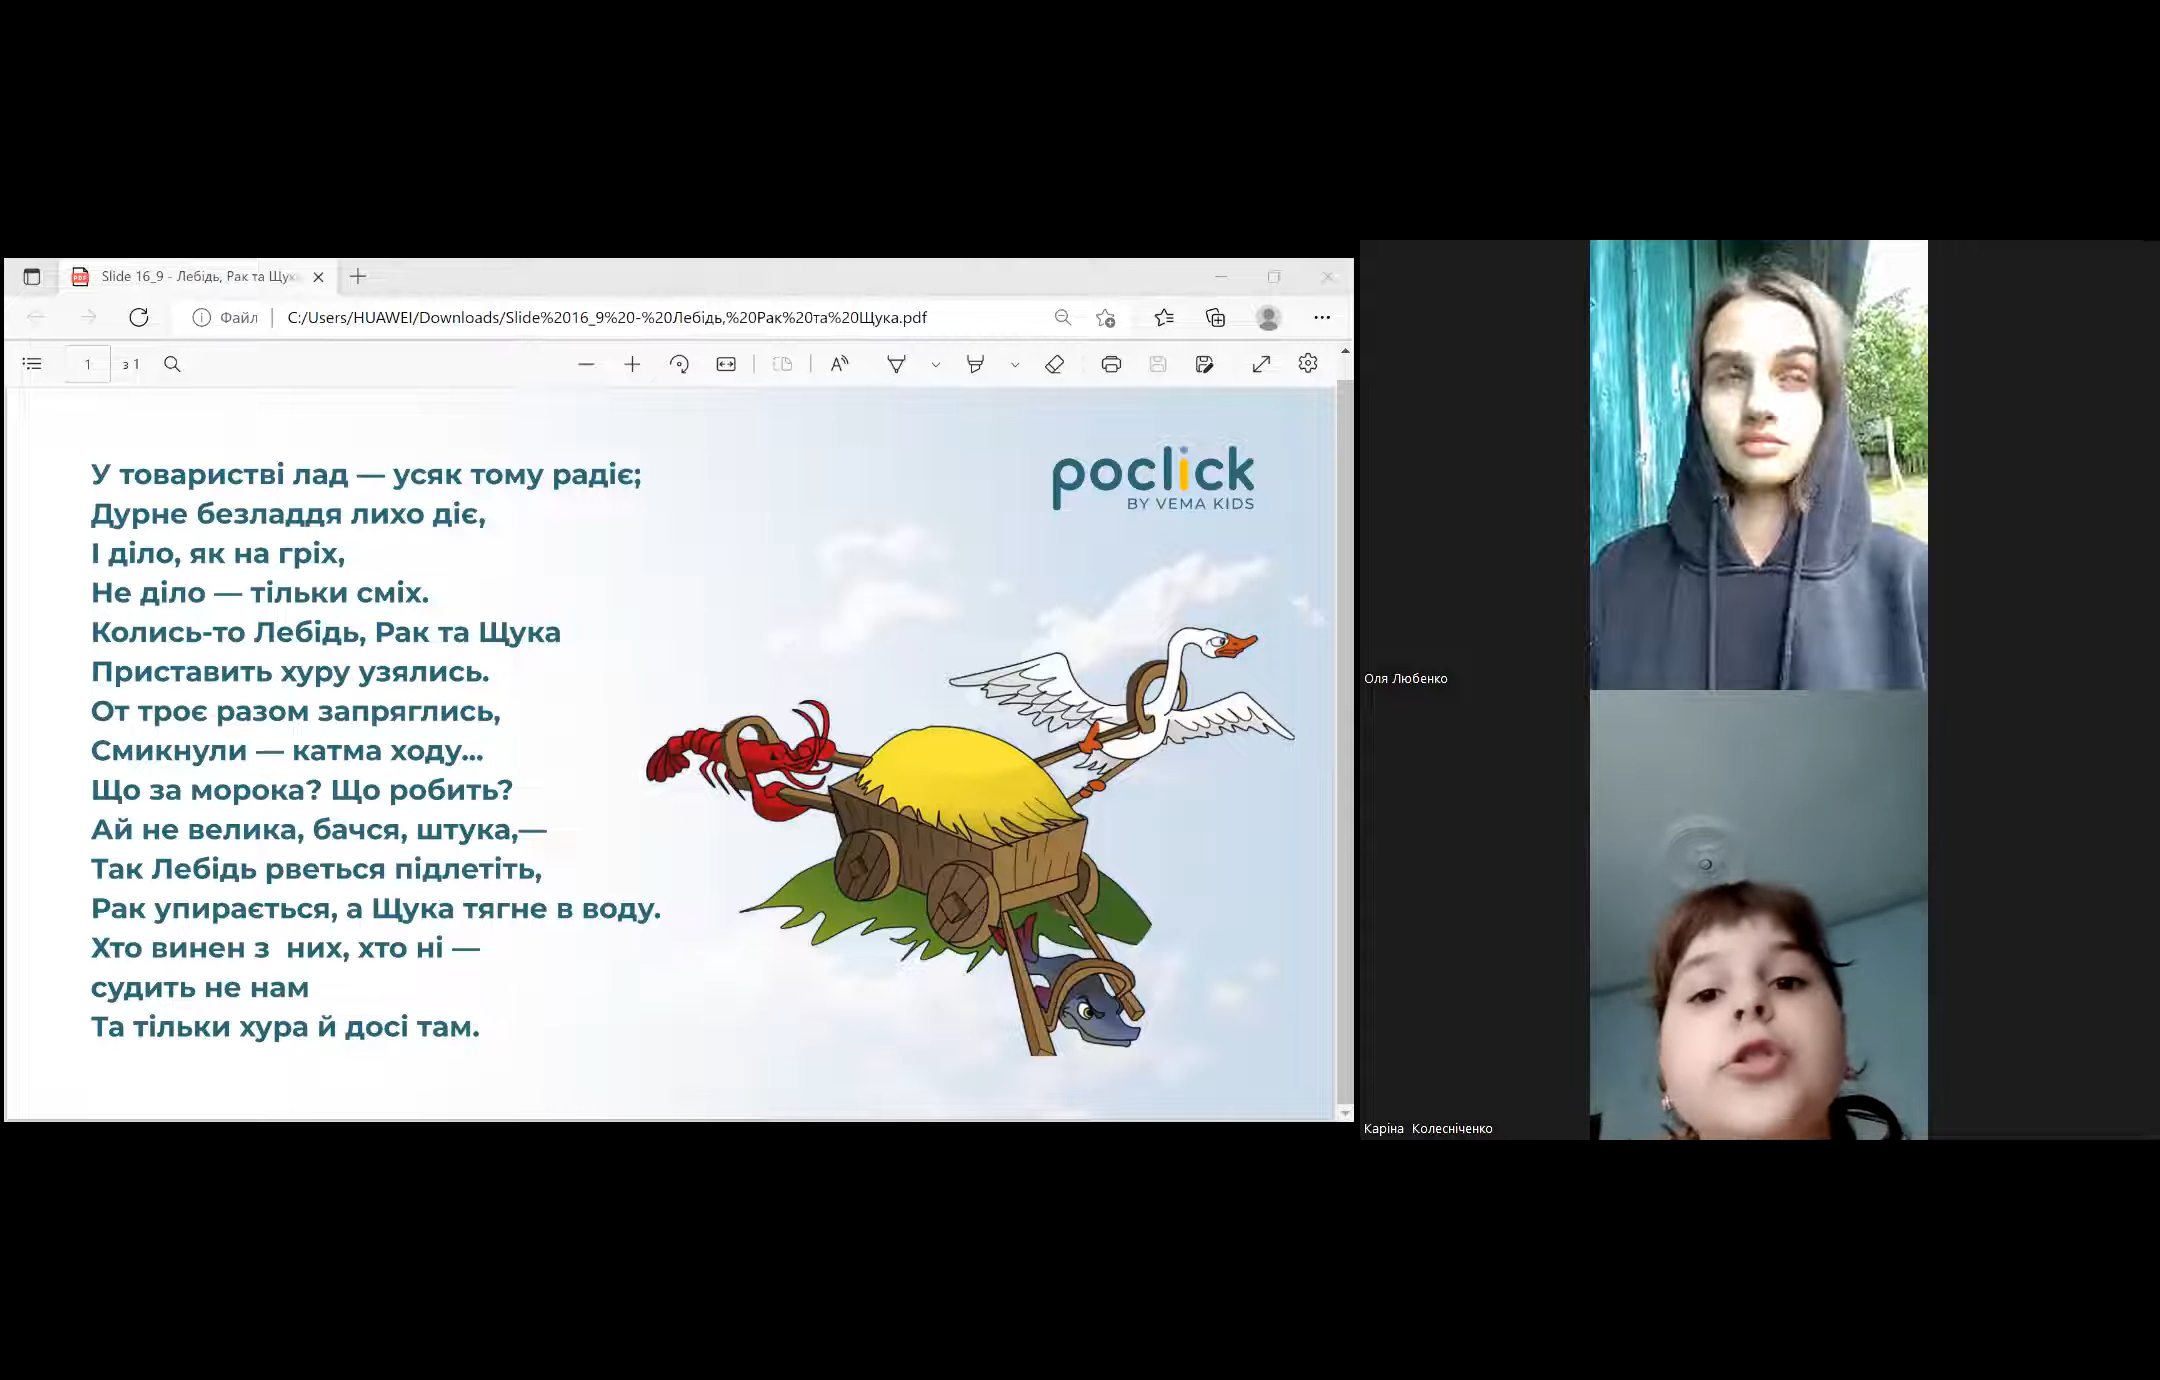 Slide 16_9 - Лебідь, Рак та Щук
Файл
C:/Users/HUAWEI/Downloads/Slide%2016_9%20-%20Лебідь,%20Рак%20та%20Щука.pdf
1 з 1
У товаристві лад — усяк тому радіє;
Дурне безладдя лихо діє,
І діло, як на гріх,
Не діло — тільки сміх.
Колись-то Лебідь, Рак та Щука
Приставить хуру узялись.
От троє разом запряглись,
Смикнули — катма ходу...
Що за морока? Що робить?
Ай не велика, бачся, штука,—
Так Лебідь рветься підлетіть,
Рак упирається, а Щука тягне в воду.
Хто винен з  них, хто ні —
судить не нам
Та тільки хура й досі там.
poclick
BY VEMA KIDS
Оля Любенко
Каріна Колесніченко